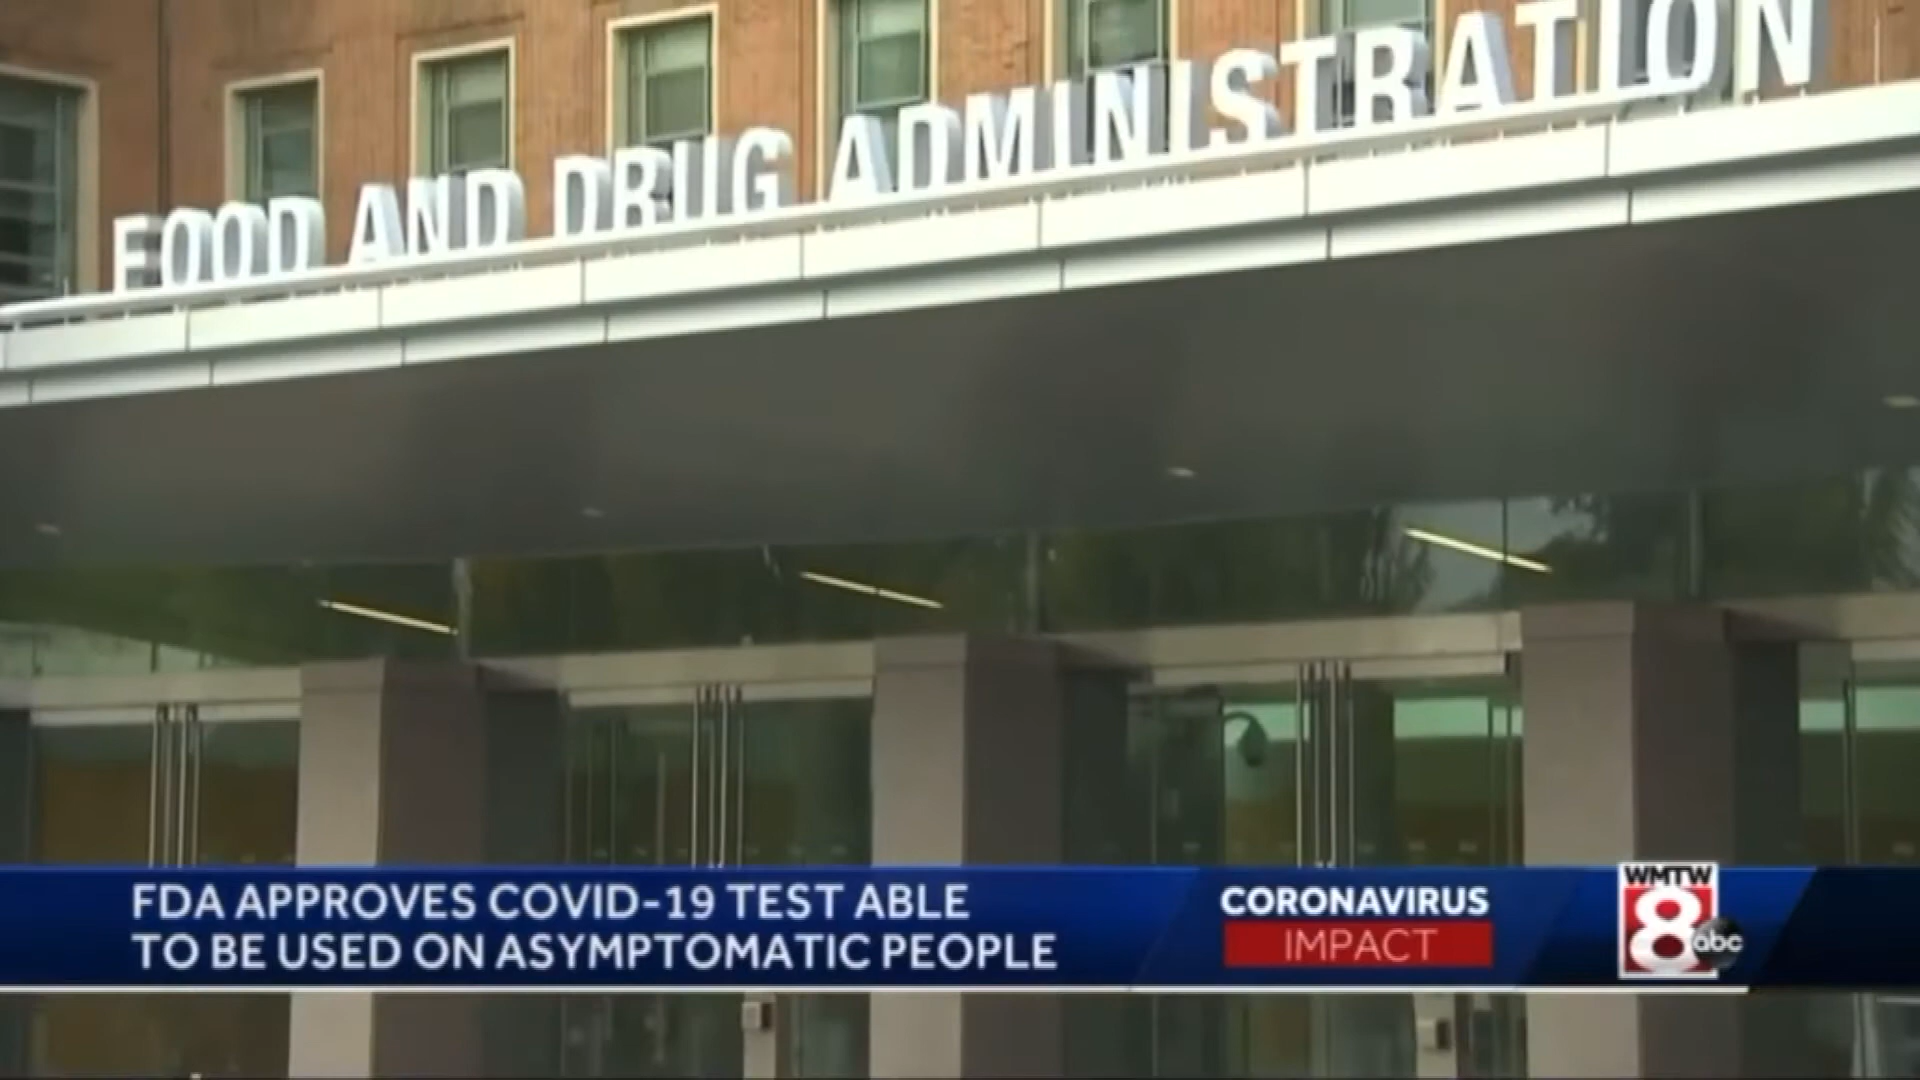 FOOD AND DRUG ADMINISTRATION
FDA APPROVES COVID-19 TEST ABLE
TO BE USED ON ASYMPTOMATIC PEOPLE
CORONAVIRUS
IMPACT
WMTW
8
abc